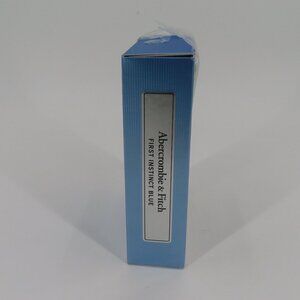 Abercrombie & Fitch
FIRST INSTINCT BLUE